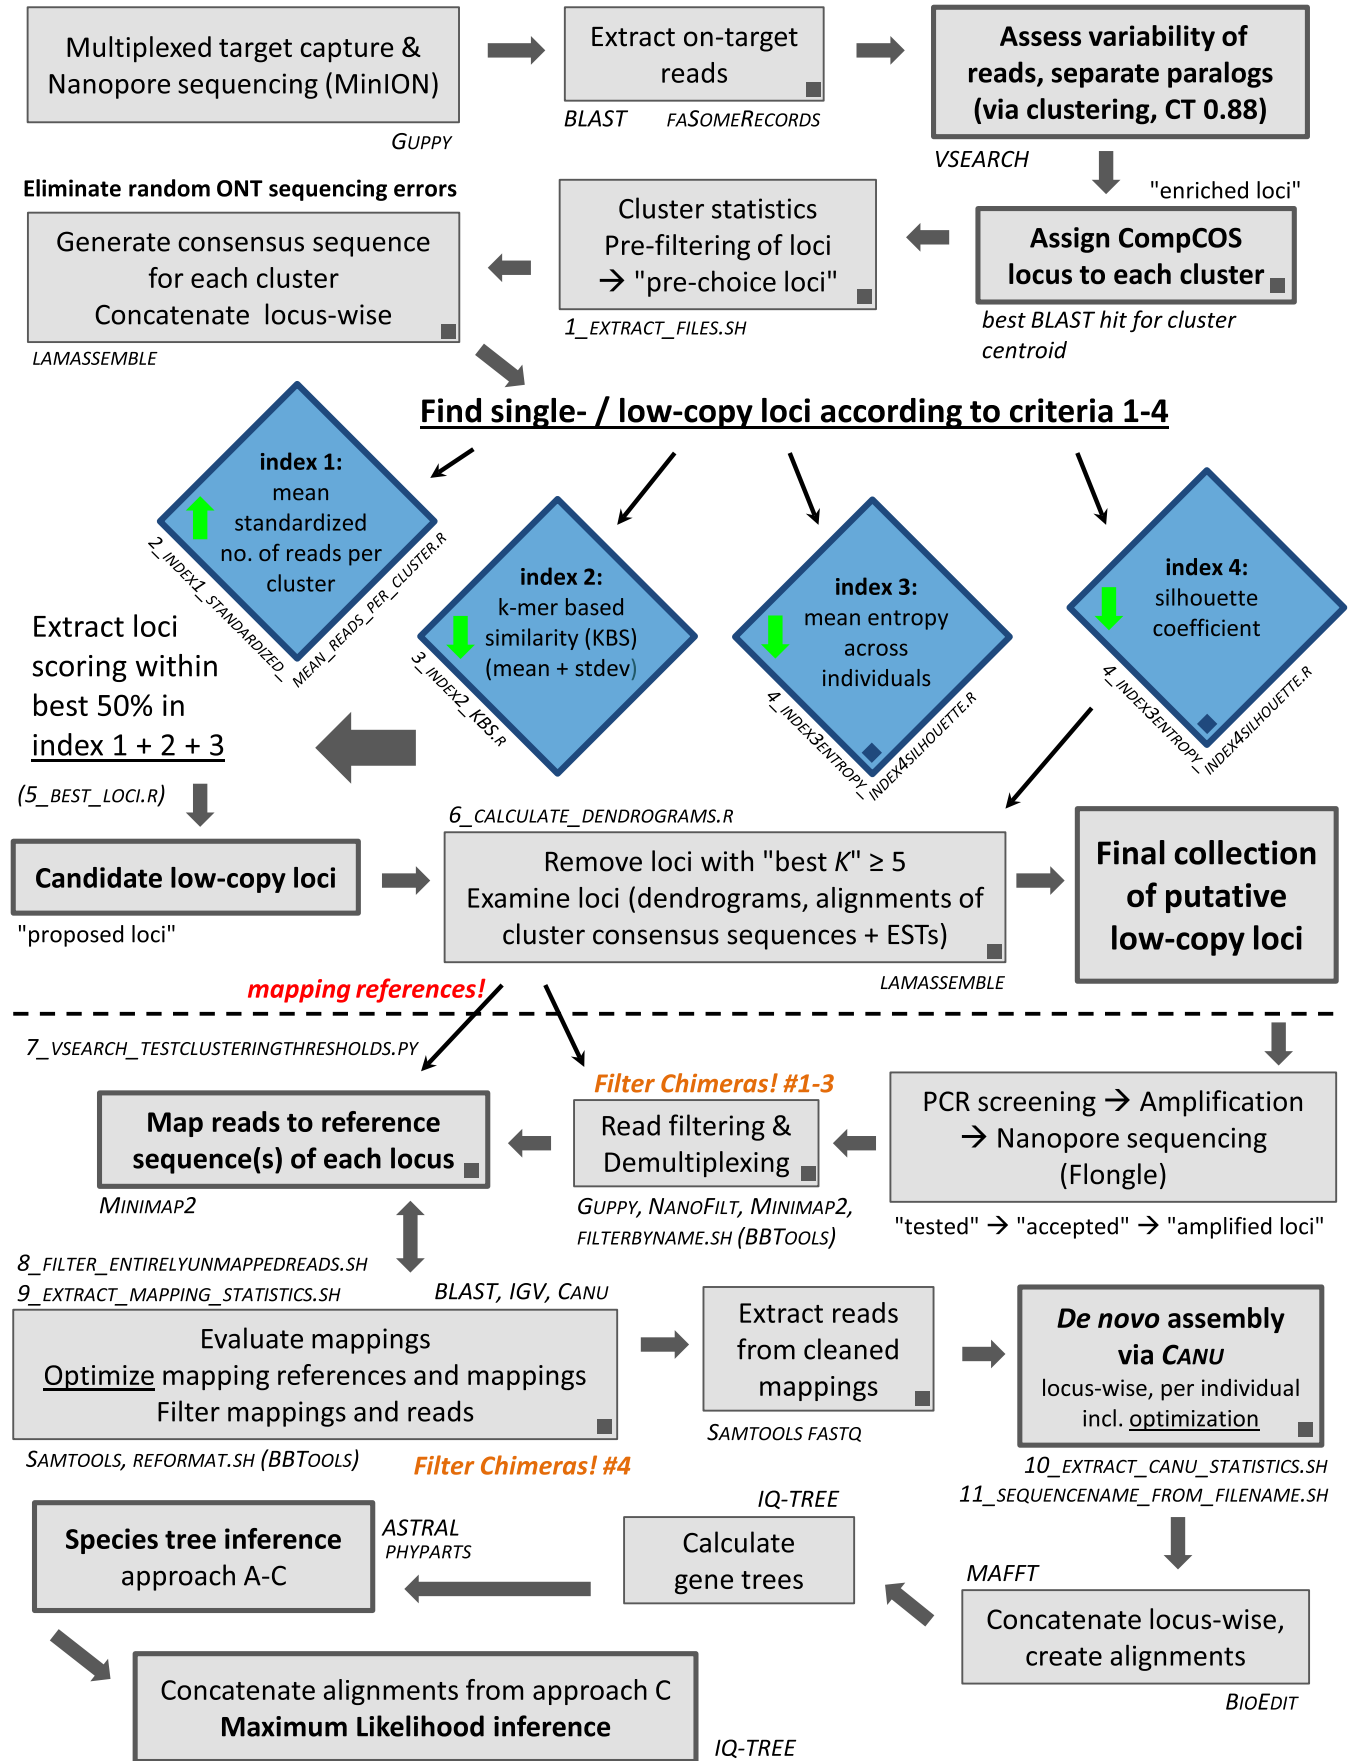 Multiplexed target capture &
Nanopore sequencing (MinION)
GUPPY
Extract on-target
reads
BLAST FASOMERECORDS
Assess variability of
reads, separate paralogs
(via clustering, CT 0.88)
VSEARCH
"enriched loci"
Assign CompCOS
locus to each cluster
best BLAST hit for cluster
centroid
Cluster statistics
Pre-filtering of loci
→ "pre-choice loci"
1_EXTRACT_FILES.SH
Eliminate random ONT sequencing errors
Generate consensus sequence
for each cluster
Concatenate locus-wise
LAMASSEMBLE
Find single- / low-copy loci according to criteria 1-4
index 1:
mean
standardized
no. of reads per
cluster
2_INDEX1_STANDARDIZED_
MEAN_READS_PER_CLUSTER.R
index 2:
k-mer based
similarity (KBS)
(mean + stdev)
3_INDEX2_KBS.R
index 3:
mean entropy
across
individuals
4_INDEX3ENTROPY_
INDEX4SILHOUETTE.R
index 4:
silhouette
coefficient
4_INDEX3ENTROPY_
INDEX4SILHOUETTE.R
Extract loci
scoring within
best 50% in
index 1 + 2 + 3
(5_BEST_LOCI.R)
Candidate low-copy loci
"proposed loci"
6_CALCULATE_DENDROGRAMS.R
Remove loci with "best K" ≥ 5
Examine loci (dendrograms, alignments of
cluster consensus sequences + ESTs)
LAMASSEMBLE
Final collection
of putative
low-copy loci
mapping references!
7_VSEARCH_TESTCLUSTERINGTHRESHOLDS.PY
PCR screening → Amplification
→ Nanopore sequencing
(Flongle)
"tested" → "accepted" → "amplified loci"
Filter Chimeras! #1-3
Read filtering &
Demultiplexing
GUPPY, NANOFILT, MINIMAP2,
FILTERBYNAME.SH (BBTOOLS)
Map reads to reference
sequence(s) of each locus
MINIMAP2
8_FILTER_ENTIRELYUNMAPPEDREADS.SH
9_EXTRACT_MAPPING_STATISTICS.SH
BLAST, IGV, CANU
Evaluate mappings
Optimize mapping references and mappings
Filter mappings and reads
SAMTOOLS, REFORMAT.SH (BBTOOLS)
Filter Chimeras! #4
Extract reads
from cleaned
mappings
SAMTOOLS FASTQ
De novo assembly
via CANU
locus-wise, per individual
incl. optimization
10_EXTRACT_CANU_STATISTICS.SH
11_SEQUENCENAME_FROM_FILENAME.SH
MAFFT
Concatenate locus-wise,
create alignments
BIOEDIT
IQ-TREE
Calculate
gene trees
ASTRAL
PHYPARTS
Species tree inference
approach A-C
Concatenate alignments from approach C
Maximum Likelihood inference
IQ-TREE